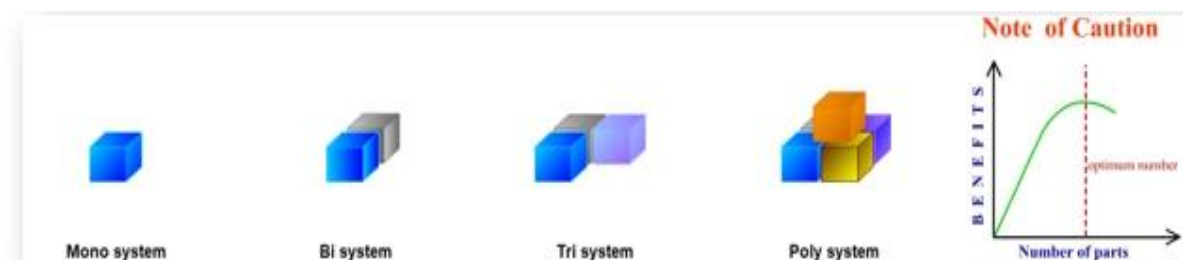 Note of Caution
BENEFITS
optimum number
Number of parts
Mono system
Bi system
Tri system
Poly system